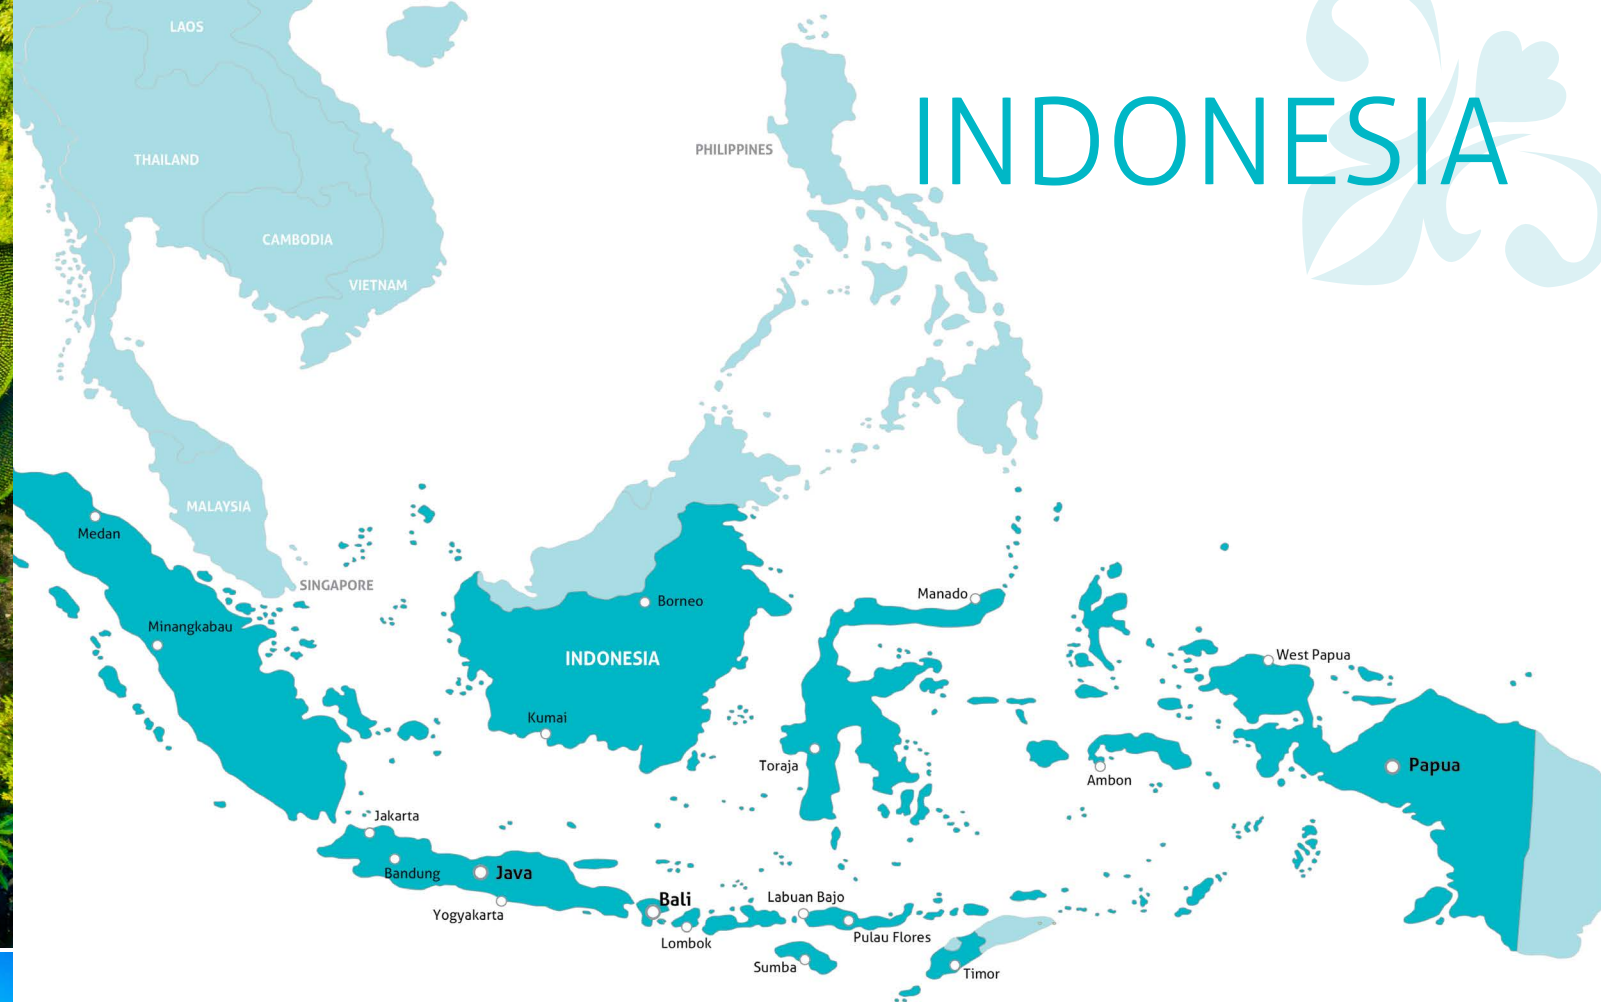 INDONESIA
LAOS
THAILAND
PHILIPPINES
CAMBODIA
VIETNAM
MALAYSIA
Medan
SINGAPORE
Manado
Borneo
Minangkabau
INDONESIA
West Papua
Kumai
Toraja
Papua
Ambon
Jakarta
Bandung
Java
Labuan Bajo
Bali
Yogyakarta
Lombok
Pulau Flores
Sumba
Timor